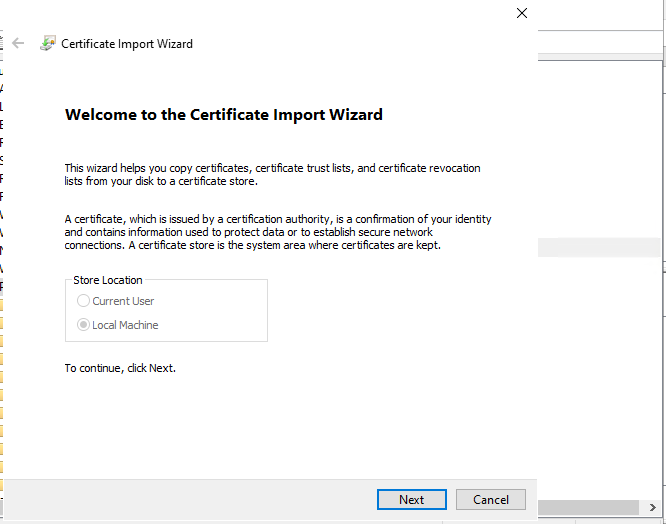 Certificate Import Wizard
Welcome to the Certificate Import Wizard
This wizard helps you copy certificates, certificate trust lists, and certificate revocation
lists from your disk to a certificate store.
A certificate, which is issued by a certification authority, is a confirmation of your identity
and contains information used to protect data or to establish secure network
connections. A certificate store is the system area where certificates are kept.
Store Location
Current User
Local Machine
To continue, click Next.
Next
Cancel